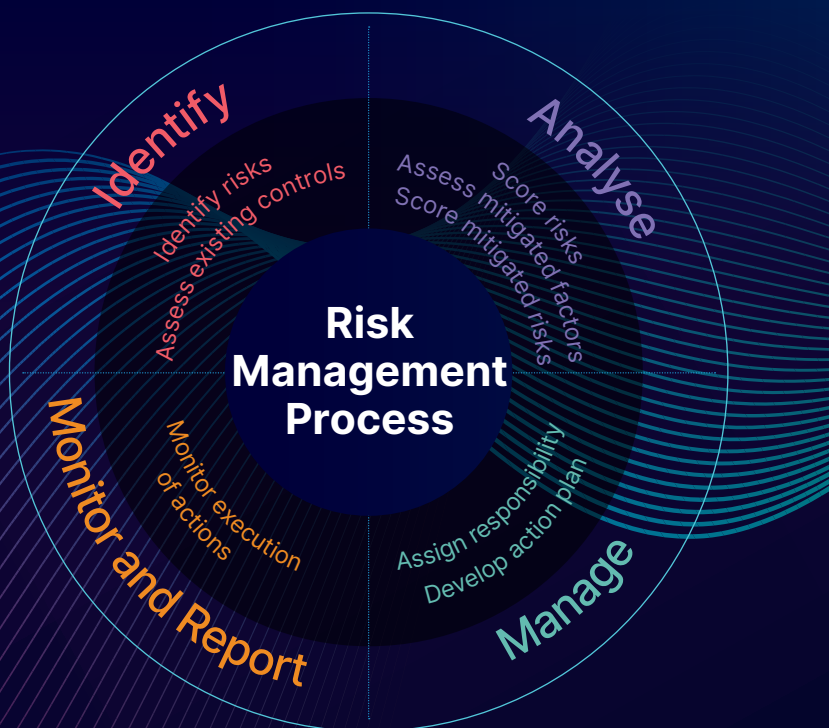 Identify
Identify risks
Assess existing controls
Analyse
Score risks
Assess mitigated factors
Score mitigated risks
Risk
Management
Process
Monitor and Report
Monitor execution
of actions
Manage
Assign responsibility
Develop action plan